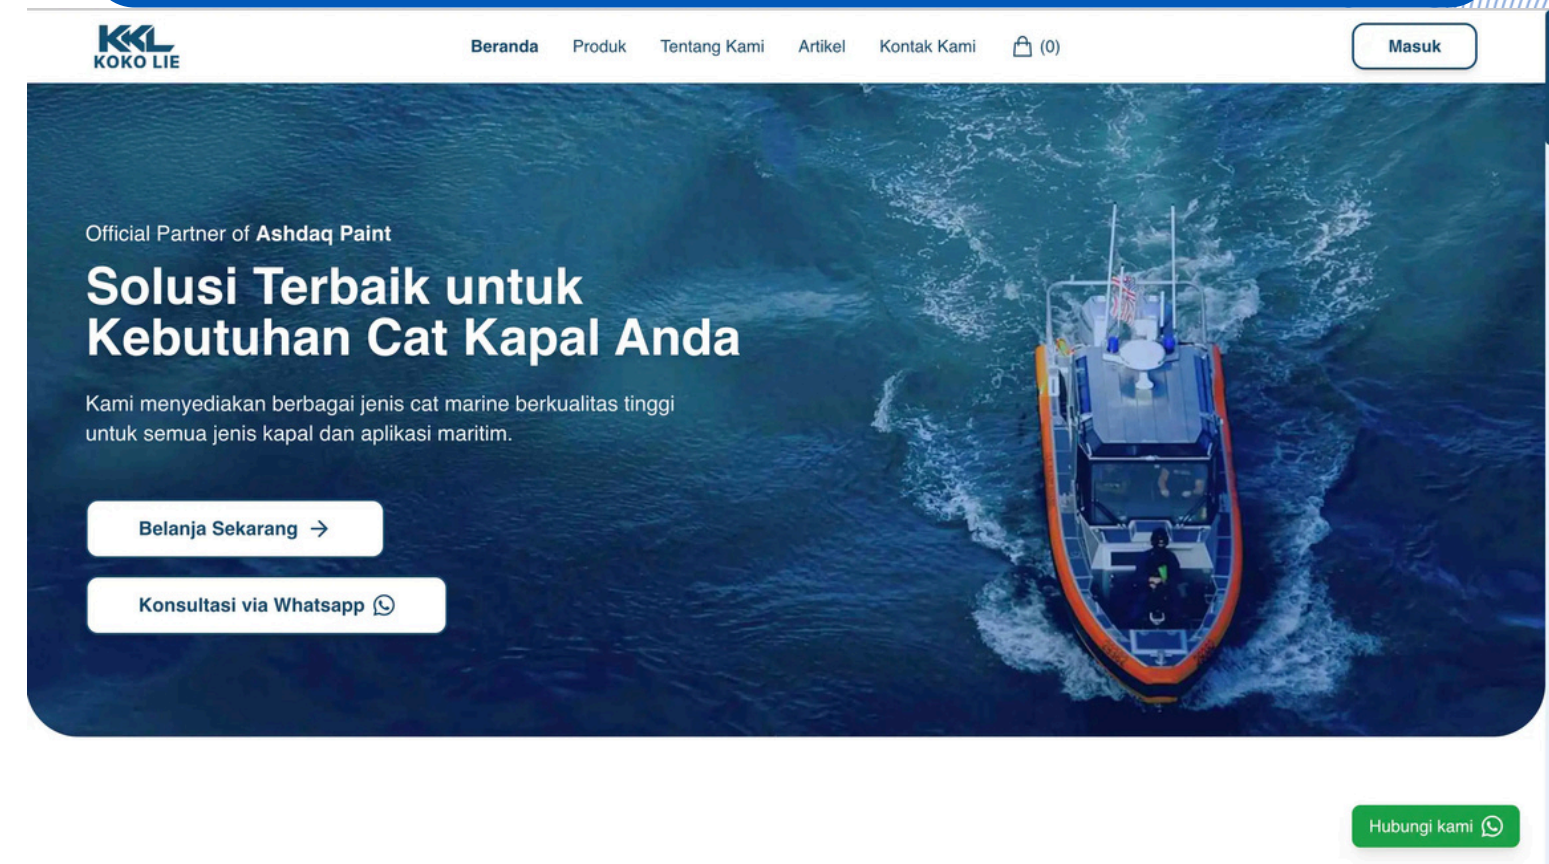 KKL
KOKO LIE
Beranda Produk Tentang Kami Artikel Kontak Kami (0) Masuk
Official Partner of Ashdaq Paint
Solusi Terbaik untuk
Kebutuhan Cat Kapal Anda
Kami menyediakan berbagai jenis cat marine berkualitas tinggi
untuk semua jenis kapal dan aplikasi maritim.
Belanja Sekarang →
Konsultasi via Whatsapp
Hubungi kami